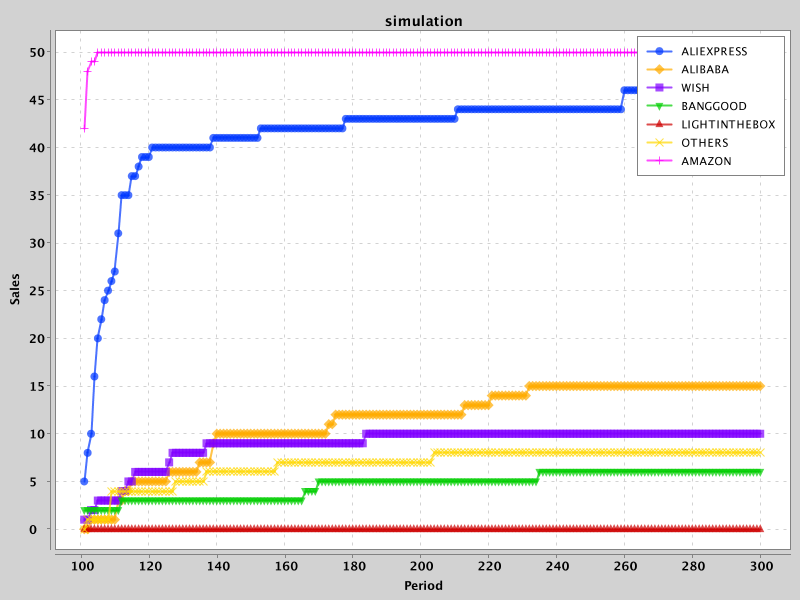 simulation
ALIEXPRESS
ALIBABA
WISH
BANGGOOD
LIGHTINTHEBOX
OTHERS
AMAZON
Sales
50
45
40
35
30
25
20
15
10
5
0
100 120 140 160 180 200 220 240 260 280 300
Period